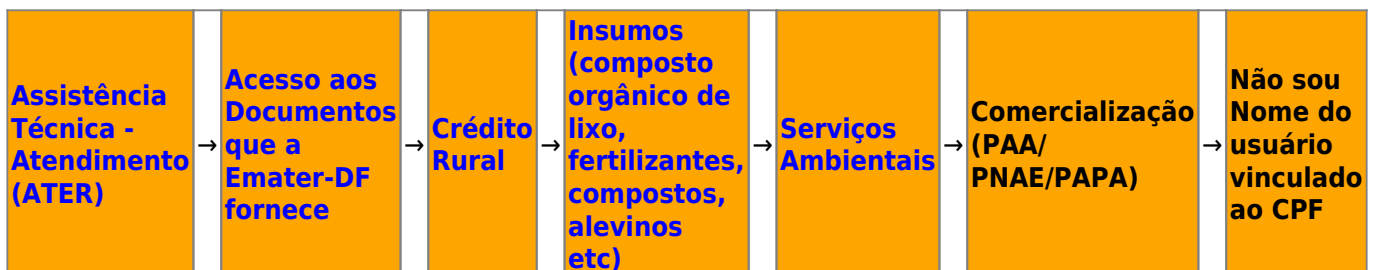 Assistência
Técnica -
Atendimento
(ATER)
→
Acesso aos
Documentos
que a
Emater-DF
fornece
→
Crédito
Rural
→
Insumos
(composto
orgânico de
lixo,
fertilizantes,
compostos,
alevinos
etc)
→
Serviços
Ambientais
→
Comercialização
(PAA/
PNAE/PAPA)
→
Não sou
Nome do
usuário
vinculado
ao CPF